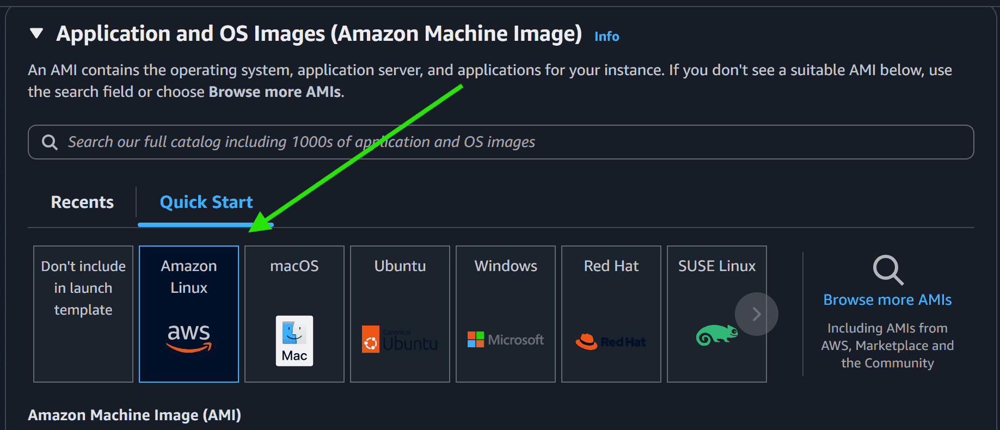 Application and OS Images (Amazon Machine Image) Info
An AMI contains the operating system, application server, and applications for your instance. If you don't see a suitable AMI below, use
the search field or choose Browse more AMIs.
Search our full catalog including 1000s of application and OS images
Recents
Quick Start
Don't include
in launch
template
Amazon
Linux
aws
macOS
Mac
Ubuntu
Canonical
Ubuntu
Windows
Microsoft
Red Hat
Red Hat
SUSE Linux
Browse more AMIs
Including AMIs from
AWS, Marketplace and
the Community
Amazon Machine Image (AMI)